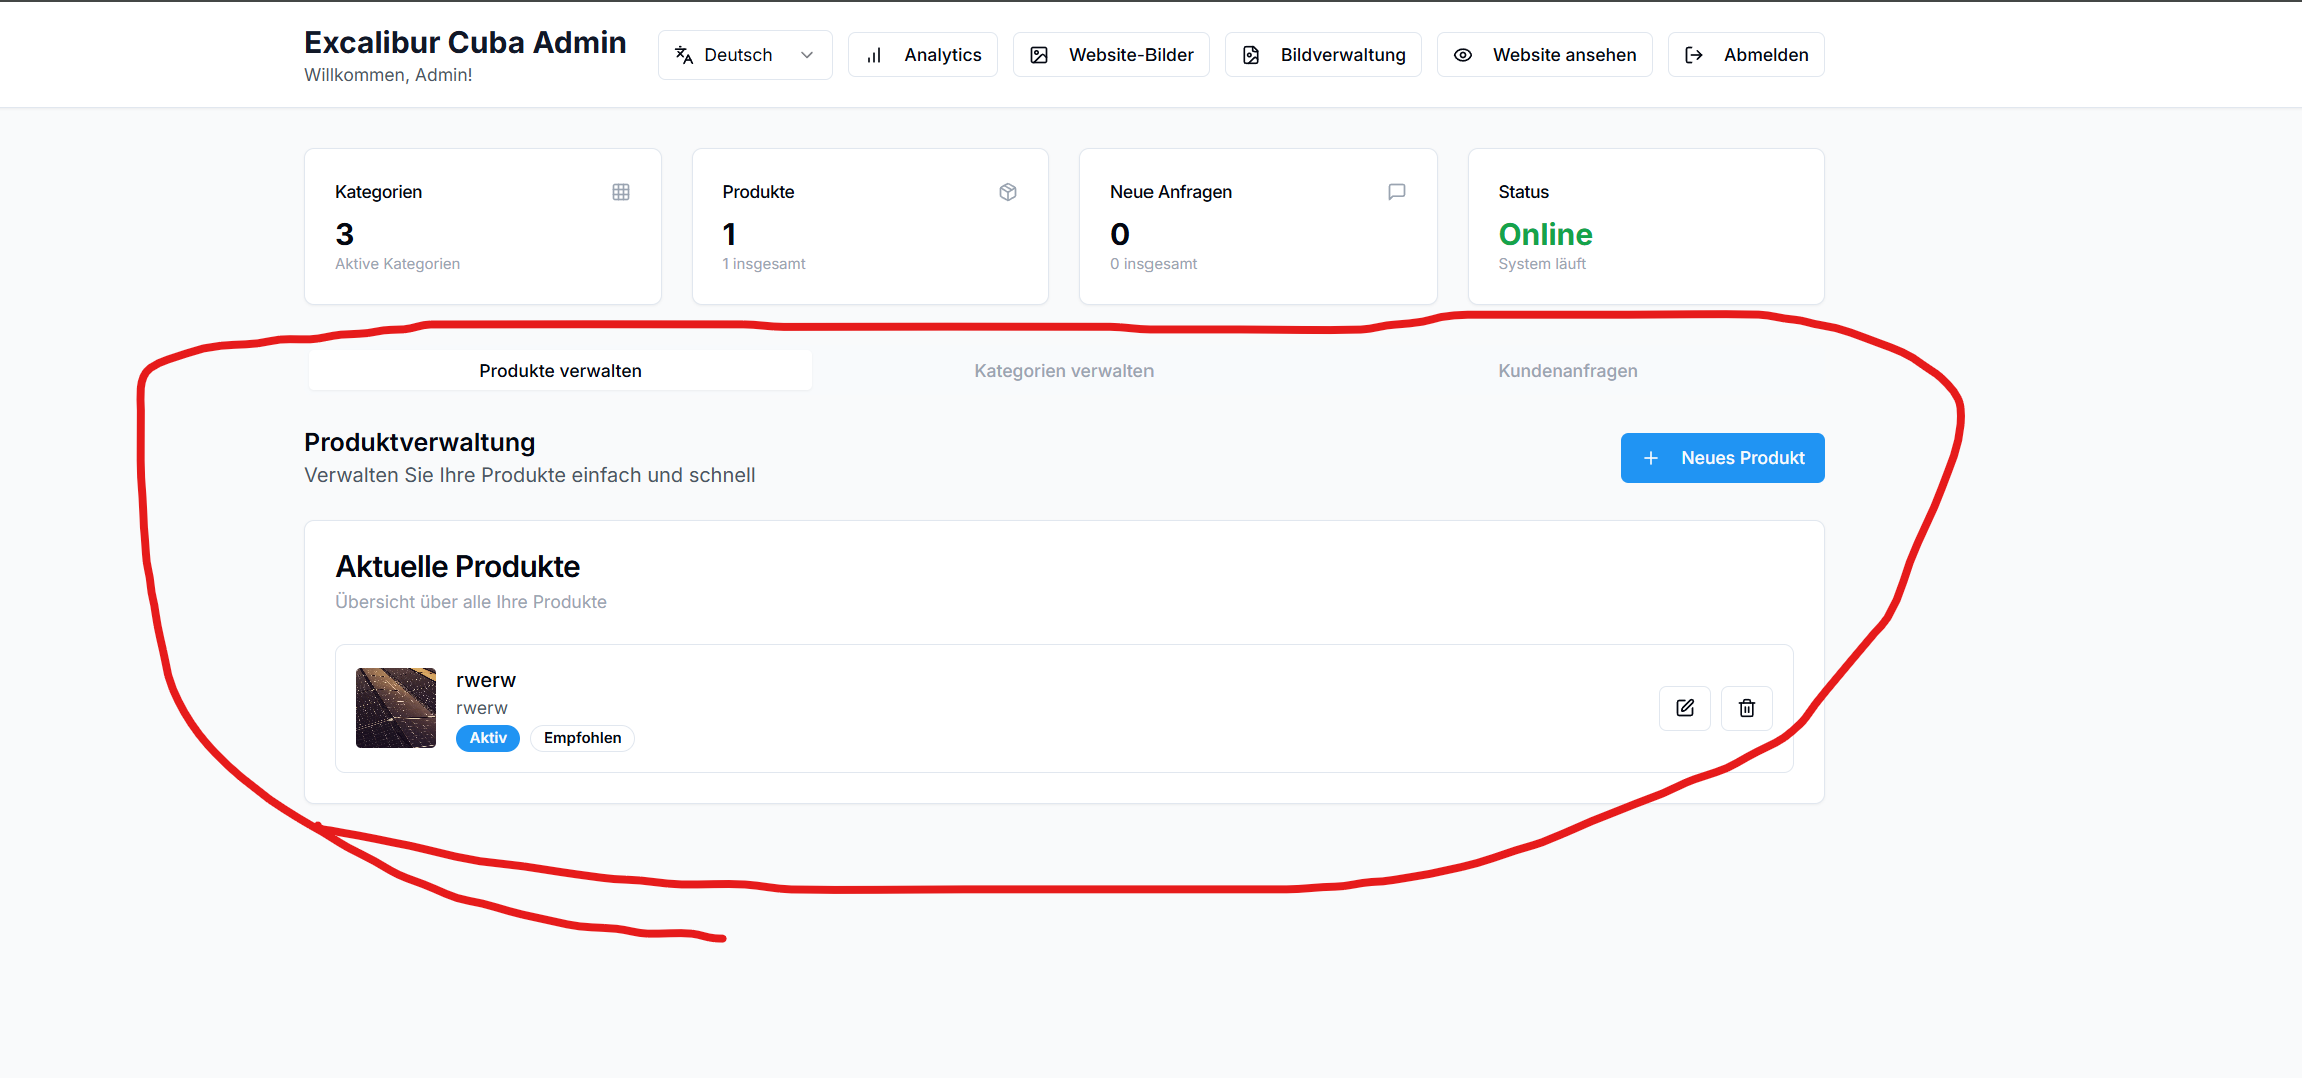 Excalibur Cuba Admin
Willkommen, Admin!
Deutsch
Analytics
Website-Bilder
Bildverwaltung
Website ansehen
Abmelden
Kategorien
3
Aktive Kategorien
Produkte
1
1 insgesamt
Neue Anfragen
0
0 insgesamt
Status
Online
System läuft
Produkte verwalten
Kategorien verwalten
Kundenanfragen
Produktverwaltung
Verwalten Sie Ihre Produkte einfach und schnell
Neues Produkt
Aktuelle Produkte
Übersicht über alle Ihre Produkte
rwerw
rwerw
Aktiv
Empfohlen